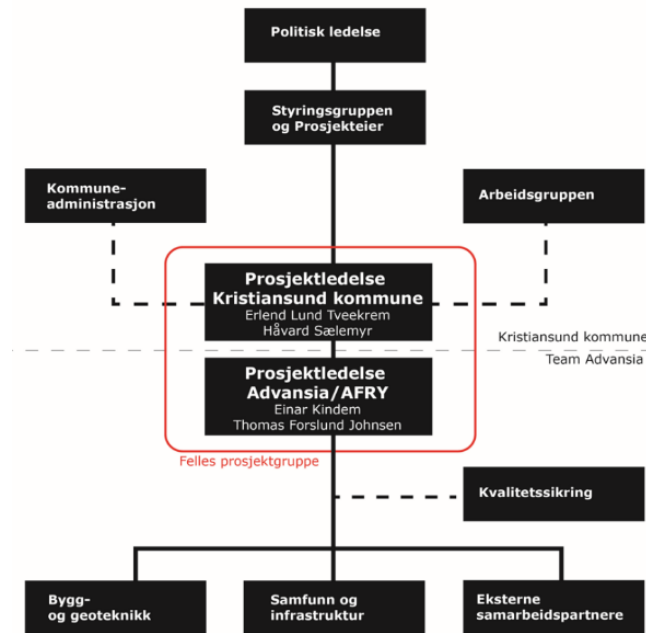 Politisk ledelse
Styringsgruppen
og Prosjekteier
Kommune-
administrasjon
Arbeidsgruppen
Prosjektledelse
Kristiansund kommune
Erlend Lund Tveekrem
Håvard Sælemyr
Kristiansund kommune
Team Advansia
Prosjektledelse
Advansia/AFRY
Einar Kindem
Thomas Forslund Johnsen
Felles prosjektgruppe
Kvalitetssikring
Bygg-
og geoteknikk
Samfunn og
infrastruktur
Eksterne
samarbeidspartnere